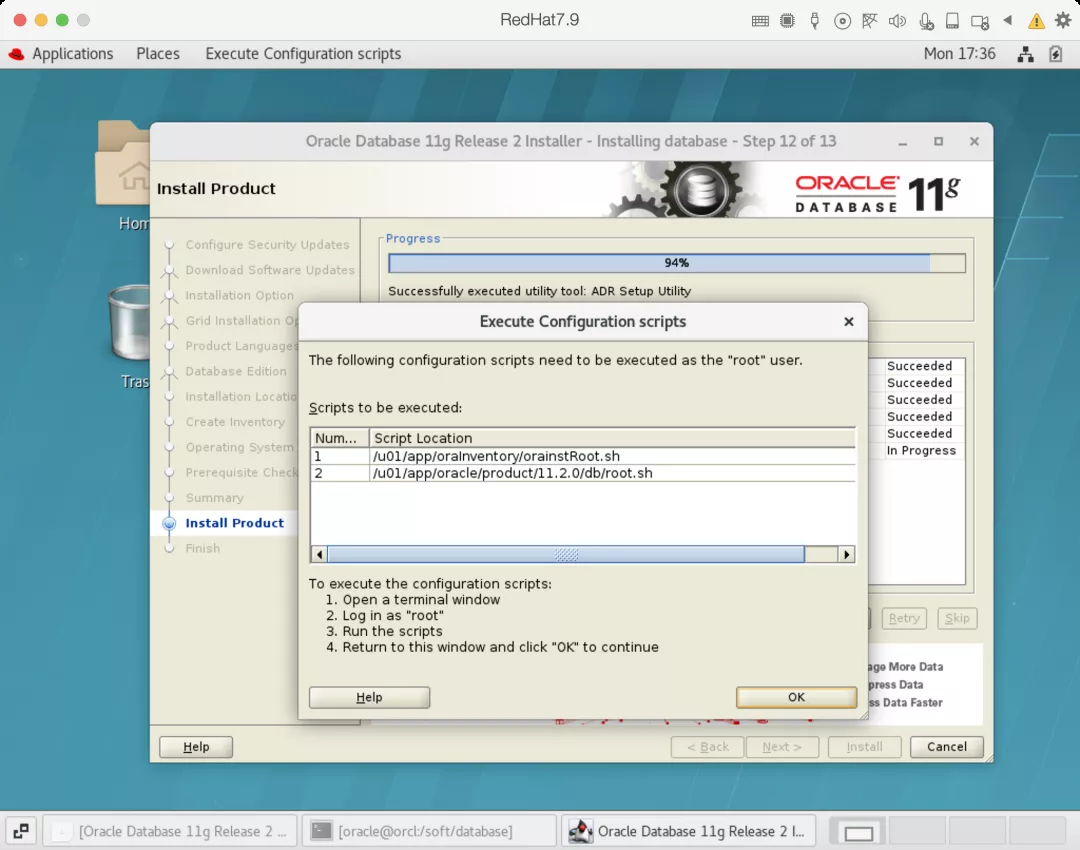 RedHat7.9
Applications Places Execute Configuration scripts Mon 17:36
Oracle Database 11g Release 2 Installer - Installing database - Step 12 of 13
Install Product
ORACLE
DATABASE 11g
Hom
Tras
Configure Security Updates
Download Software Updates
Installation Option
Grid Installation Op
Product Languages
Database Edition
Installation Locatio
Create Inventory
Operating System
Prerequisite Check
Summary
Install Product
Finish
Progress
94%
Successfully executed utility tool: ADR Setup Utility
Succeeded
Succeeded
Succeeded
Succeeded
Succeeded
In Progress
Execute Configuration scripts
The following configuration scripts need to be executed as the "root" user.
Scripts to be executed:
Num... Script Location
1 /u01/app/oraInventory/orainstRoot.sh
2 /u01/app/oracle/product/11.2.0/db/root.sh
To execute the configuration scripts:
1. Open a terminal window
2. Log in as "root"
3. Run the scripts
4. Return to this window and click "OK" to continue
Help OK
Retry Skip
age More Data
press Data
ss Data Faster
Help < Back Next > Install Cancel
[Oracle Database 11g Release 2 ... [oracle@orcl:/soft/database] Oracle Database 11g Release 2 I...